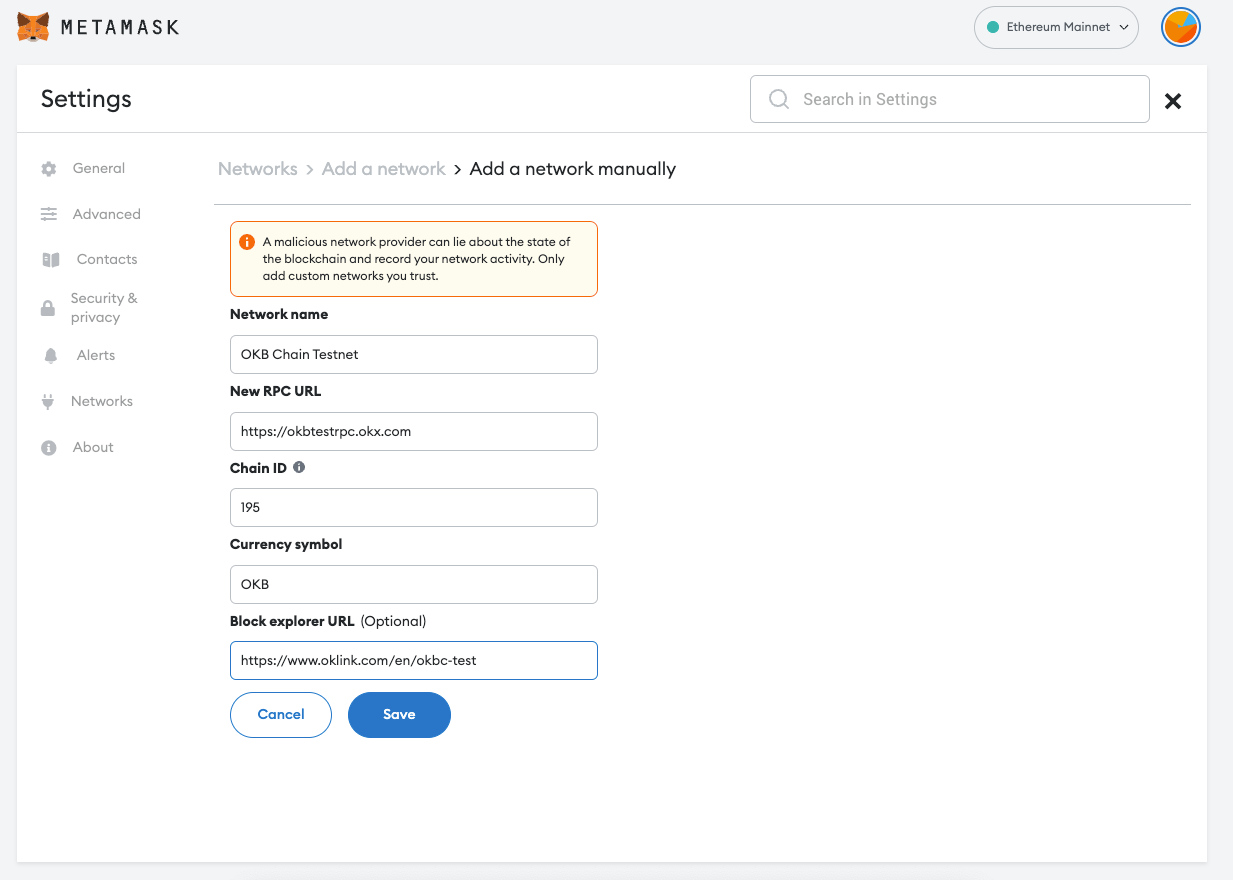 METAMASK
Ethereum Mainnet
Settings
Search in Settings
General
Advanced
Contacts
Security &
privacy
Alerts
Networks
About
Networks > Add a network > Add a network manually
A malicious network provider can lie about the state of
the blockchain and record your network activity. Only
add custom networks you trust.
Network name
OKB Chain Testnet
New RPC URL
https://okbtestrpc.okx.com
Chain ID
195
Currency symbol
OKB
Block explorer URL (Optional)
https://www.oklink.com/en/okbc-test
Cancel
Save